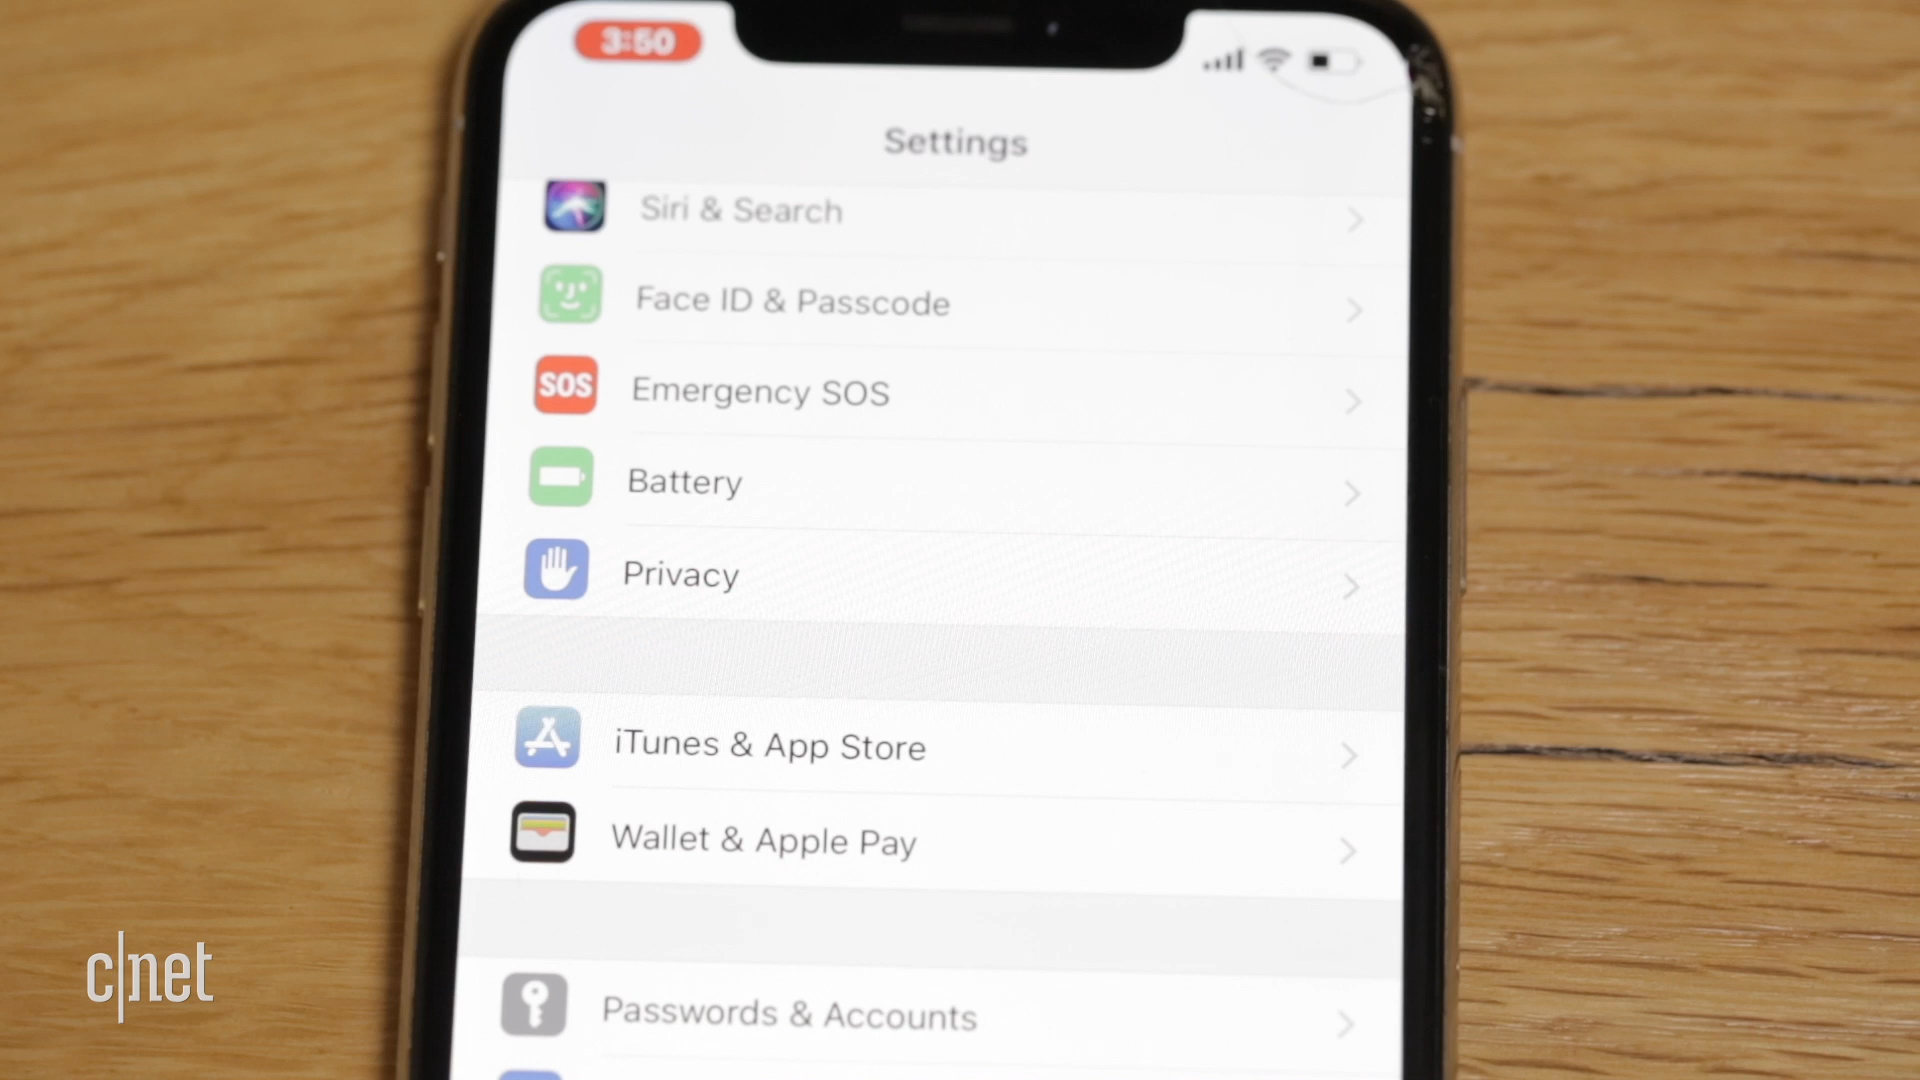 3:50
Settings
Siri & Search
Face ID & Passcode
SOS
Emergency SOS
Battery
Privacy
iTunes & App Store
Wallet & Apple Pay
Passwords & Accounts
c|net